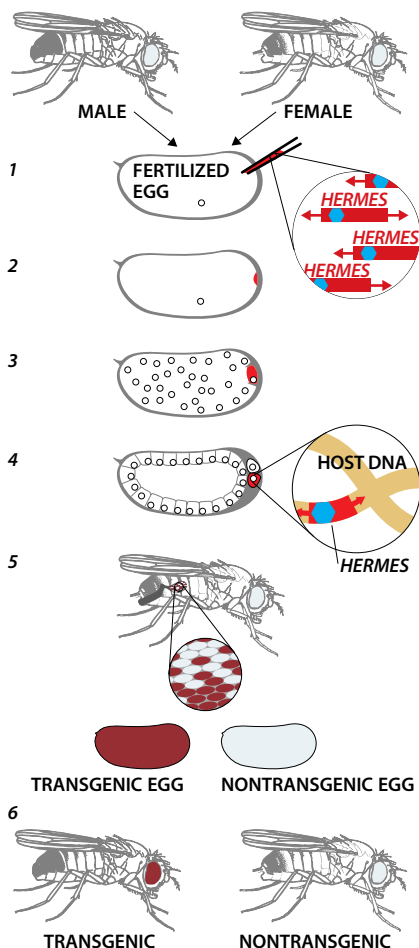 MALE
FEMALE
1
FERTILIZED
EGG
HERMES
HERMES
HERMES
2
3
4
HOST DNA
HERMES
5
TRANSGENIC EGG
NONTRANSGENIC EGG
6
TRANSGENIC
NONTRANSGENIC